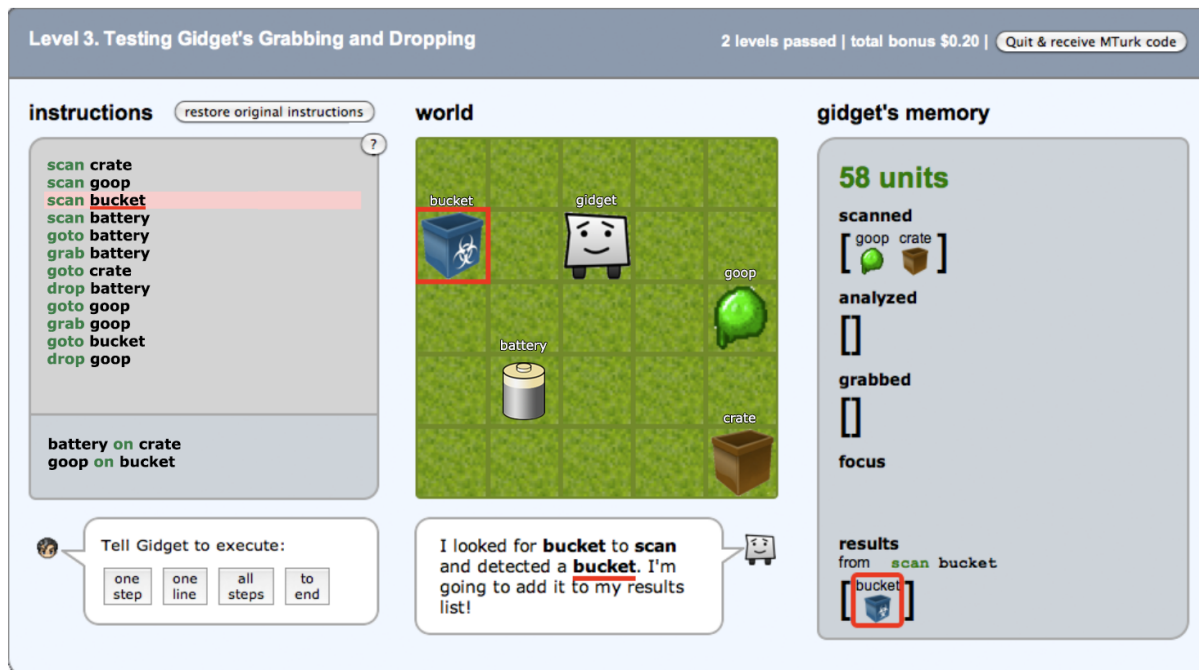 Level 3. Testing Gidget's Grabbing and Dropping
2 levels passed | total bonus $0.20 |
Quit & receive MTurk code
instructions
restore original instructions
?
scan crate
scan goop
scan bucket
scan battery
goto battery
grab battery
goto crate
drop battery
goto goop
grab goop
goto bucket
drop goop
battery on crate
goop on bucket
Tell Gidget to execute:
one
step
one
line
all
steps
to
end
world
bucket
gidget
goop
battery
crate
I looked for bucket to scan
and detected a bucket. I'm
going to add it to my results
list!
gidget's memory
58 units
scanned
[ goop crate ]
analyzed
[]
grabbed
[]
focus
results
from scan bucket
[ bucket ]